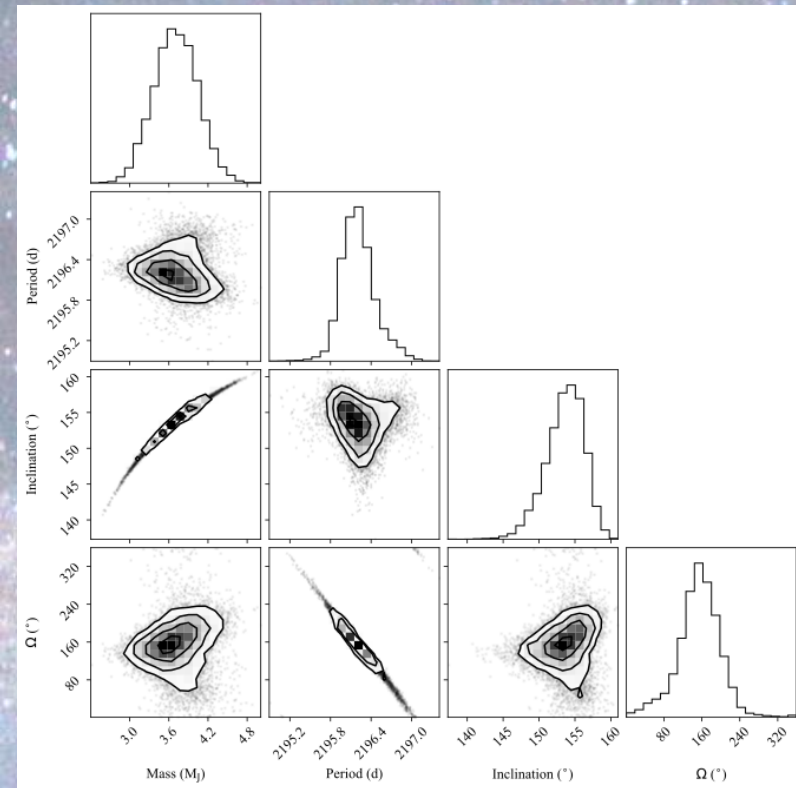 Period (d)
2197.0
2196.4
2195.8
2195.2
Inclination (°)
160
155
150
145
140
Ω (°)
320
240
160
80
3.0 3.6 4.2 4.8
2195.2 2195.8 2196.4 2197.0
140 145 150 155 160
80 160 240 320
Mass (MJ) Period (d) Inclination (°) Ω (°)